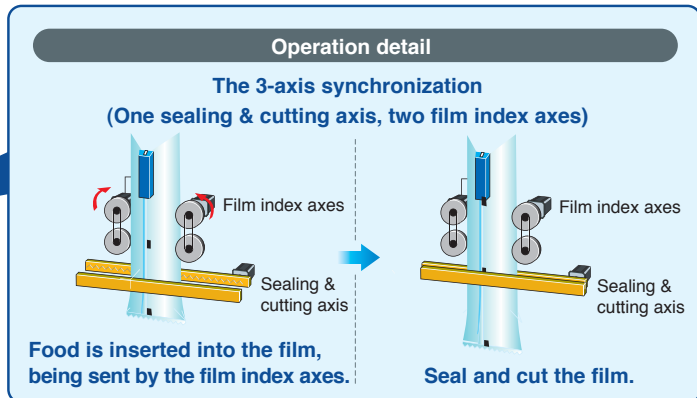 Operation detail
The 3-axis synchronization
(One sealing & cutting axis, two film index axes)
Film index axes
Sealing &
cutting axis
Food is inserted into the film,
being sent by the film index axes.
Film index axes
Sealing &
cutting axis
Seal and cut the film.